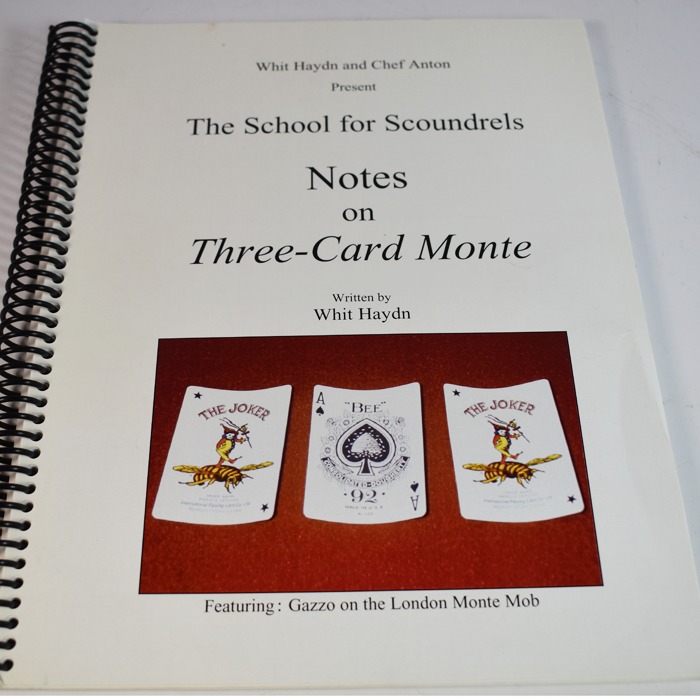 Whit Haydn and Chef Anton
Present
The School for Scoundrels
Notes
on
Three-Card Monte
Written by
Whit Haydn
THE JOKER
A
"BEE"
·92·
A
THE JOKER
Featuring: Gazzo on the London Monte Mob